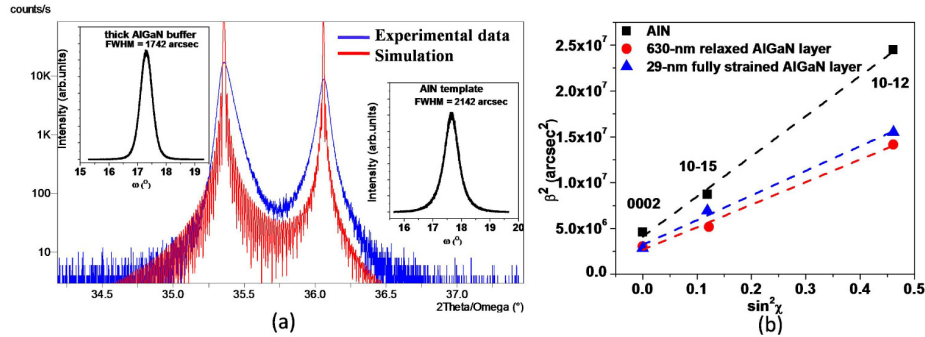 counts/s
10K
1K
100
10
34.5 35.0 35.5 36.0 36.5 37.0
2Theta/Omega (°)
Experimental data
Simulation
thick AlGaN buffer
FWHM = 1742 arcsec
Intensity (arb.units)
15 16 17 18 19
ω (°)
AlN template
FWHM = 2142 arcsec
Intensity (arb.units)
16 17 18 19 20
ω (°)
(a)
AlN
630-nm relaxed AlGaN layer
29-nm fully strained AlGaN layer
10-12
10-15
0002
β² (arcsec²)
2.5x10⁷
2.0x10⁷
1.5x10⁷
1.0x10⁷
5.0x10⁶
0.0
0.0 0.1 0.2 0.3 0.4 0.5
sin²χ
(b)